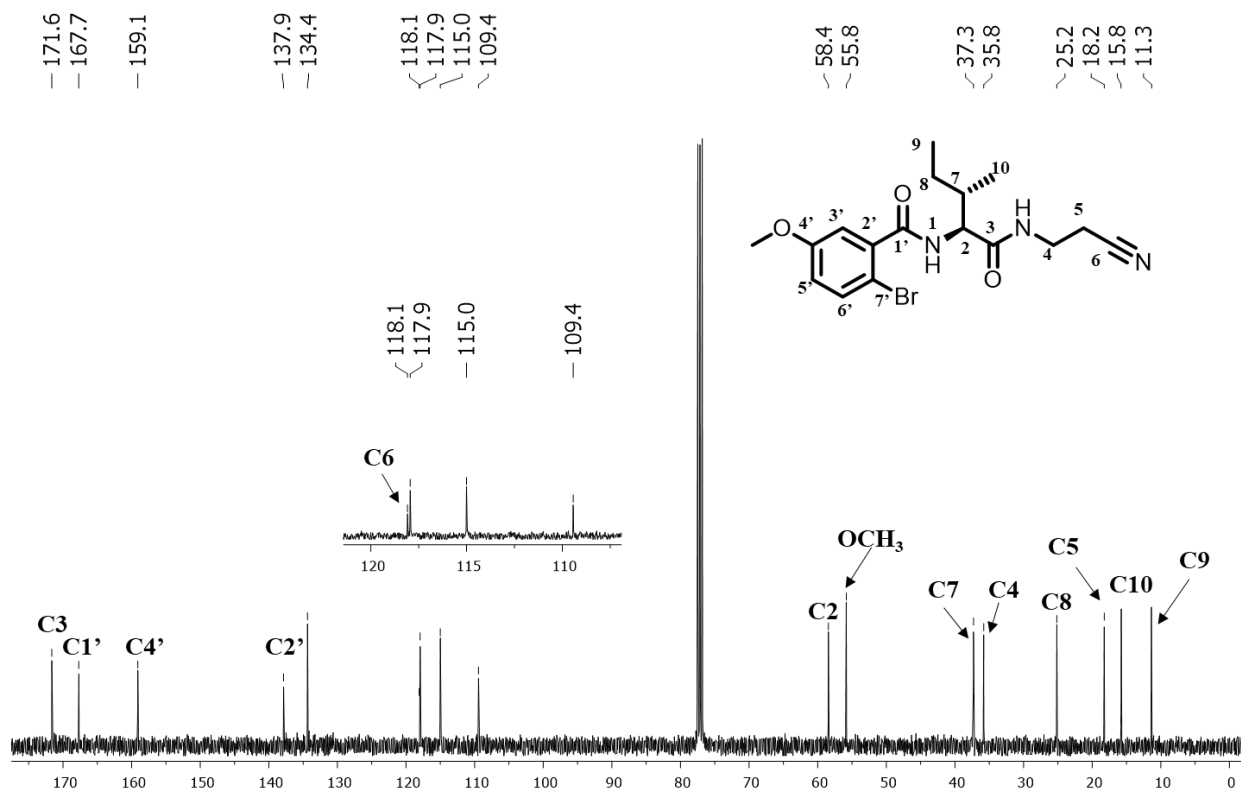 171.6
167.7
159.1
137.9
134.4
118.1
117.9
115.0
109.4
58.4
55.8
37.3
35.8
25.2
18.2
15.8
11.3
9
8
7
10
O
4'
3'
2'
O
1'
1
N
H
2
3
O
H
N
4
5
6
N
5'
6'
7'
Br
118.1
117.9
115.0
109.4
C6
120 115 110
C3
C1’
C4’
C2’
C2
OCH3
C7
C4
C8
C5
C10
C9
170 160 150 140 130 120 110 100 90 80 70 60 50 40 30 20 10 0